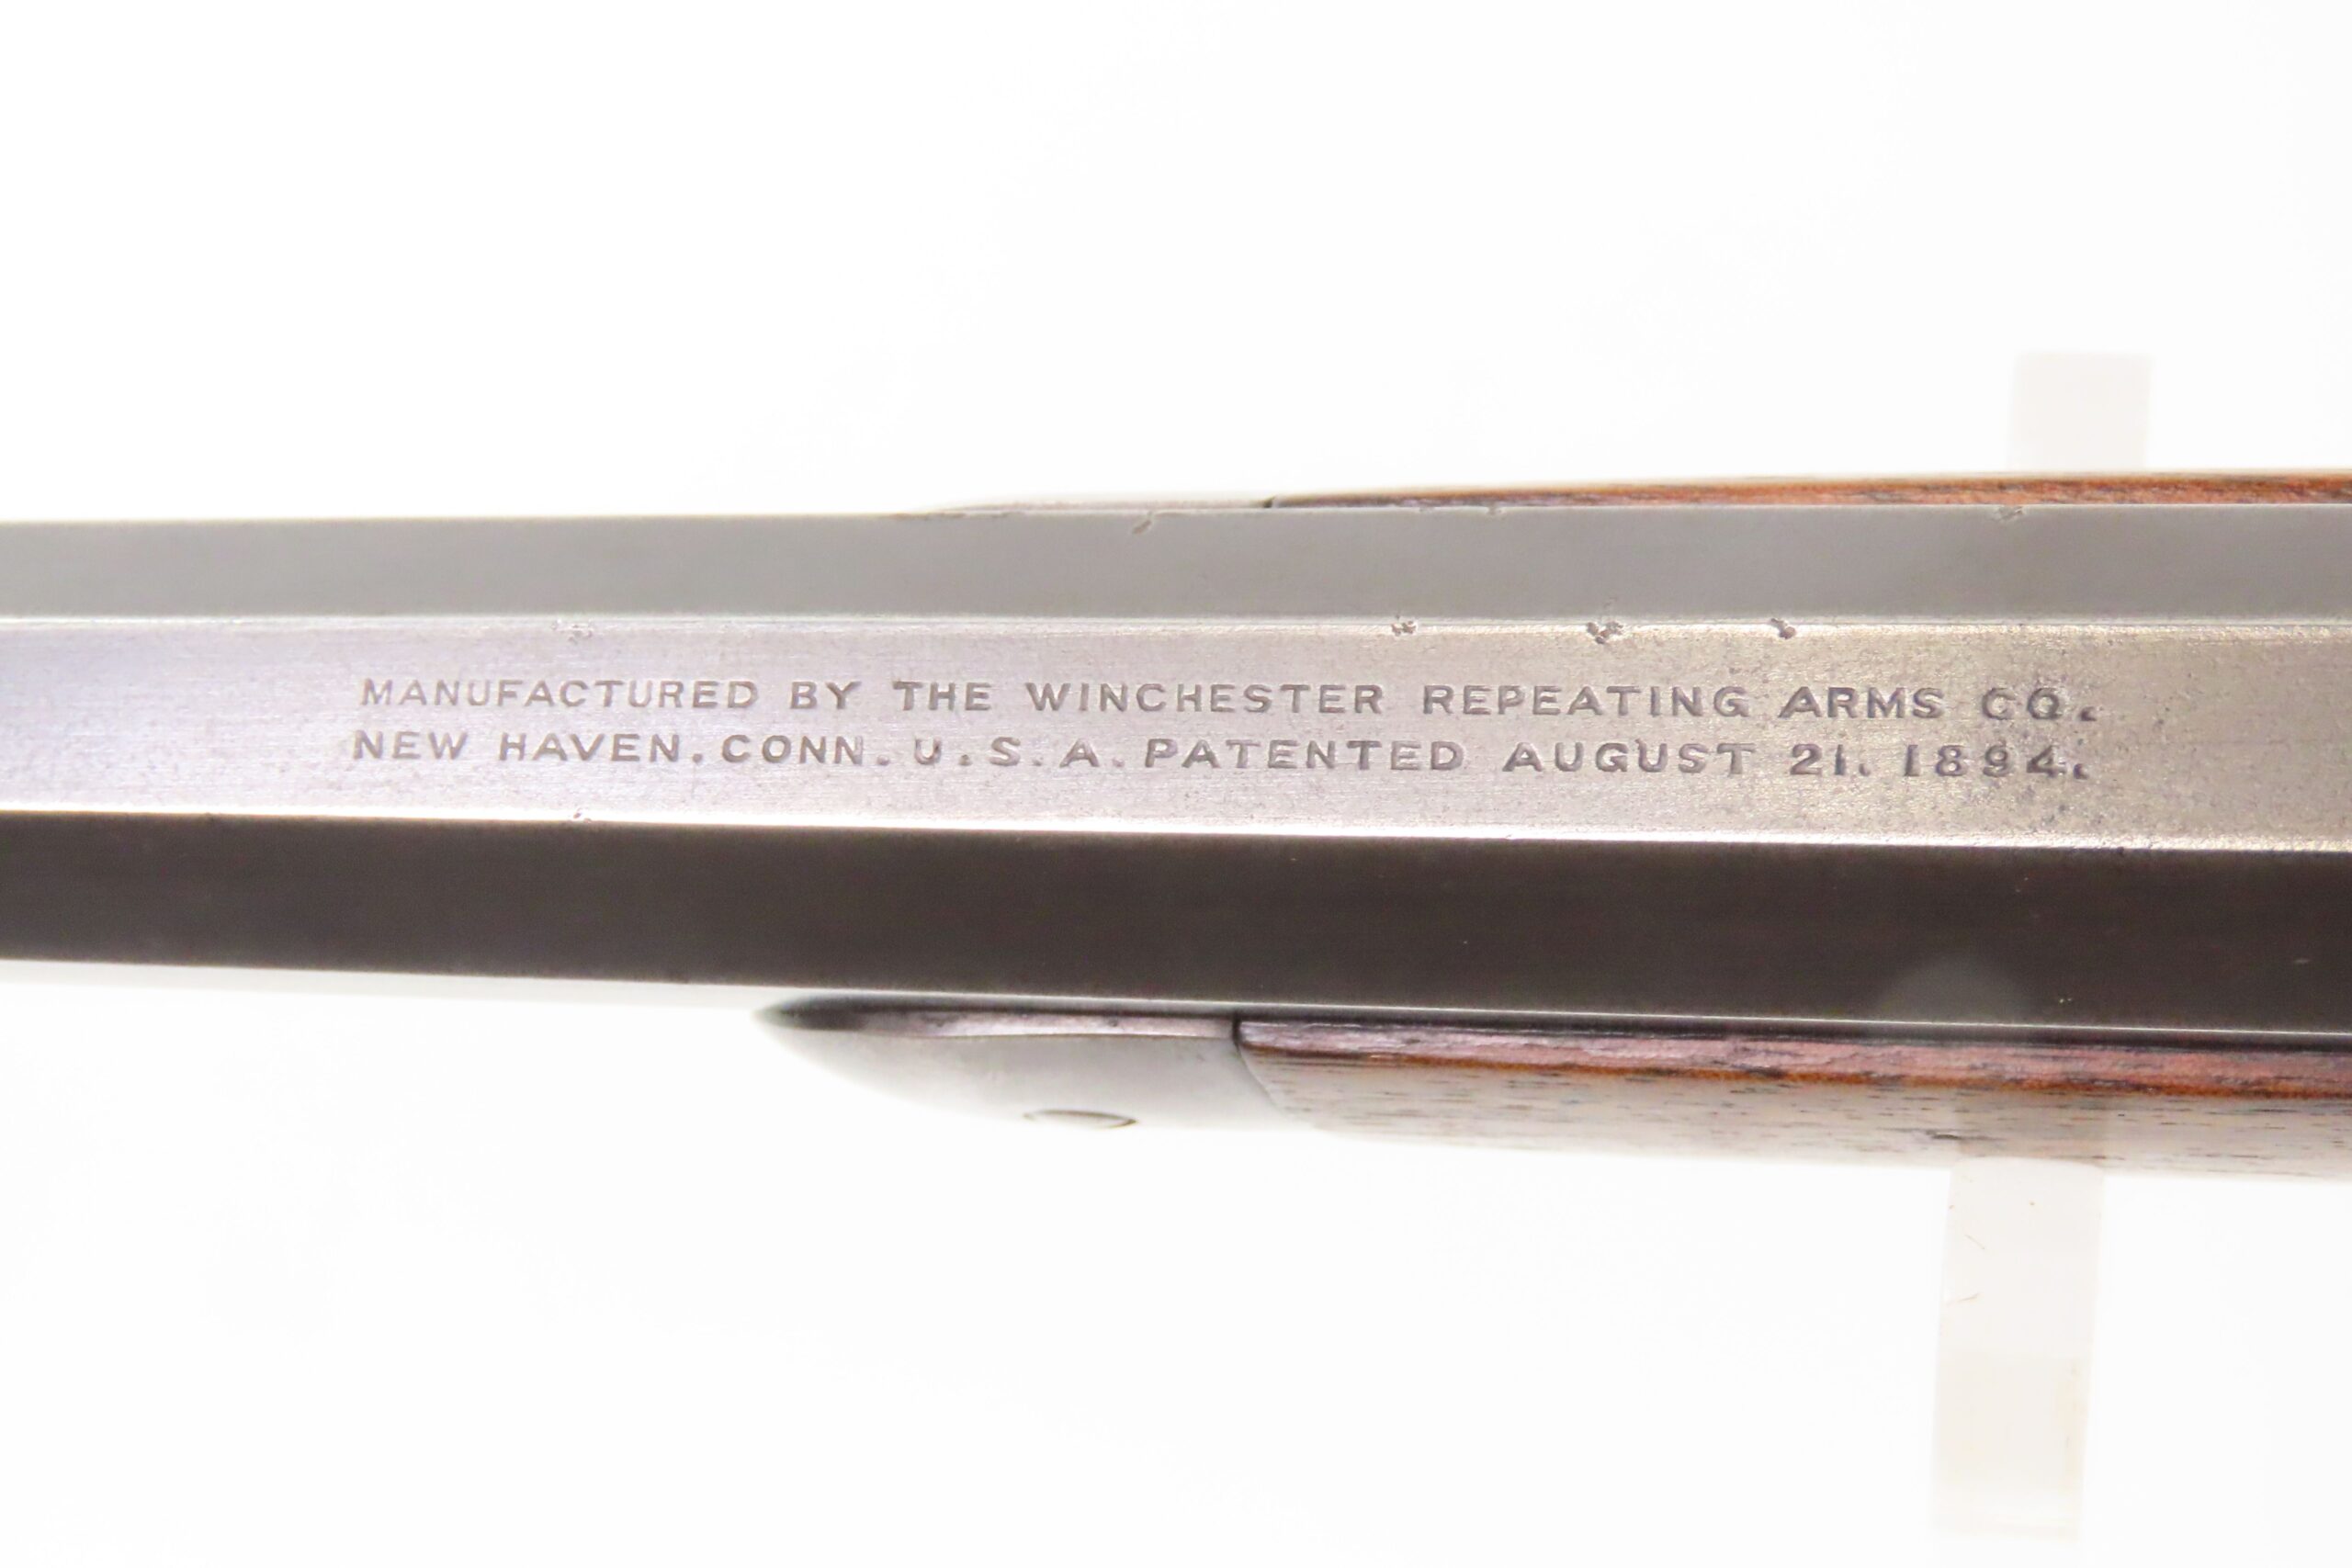 MANUFACTURED BY THE WINCHESTER REPEATING ARMS CO.
NEW HAVEN. CONN. U.S.A. PATENTED AUGUST 21. 1894.